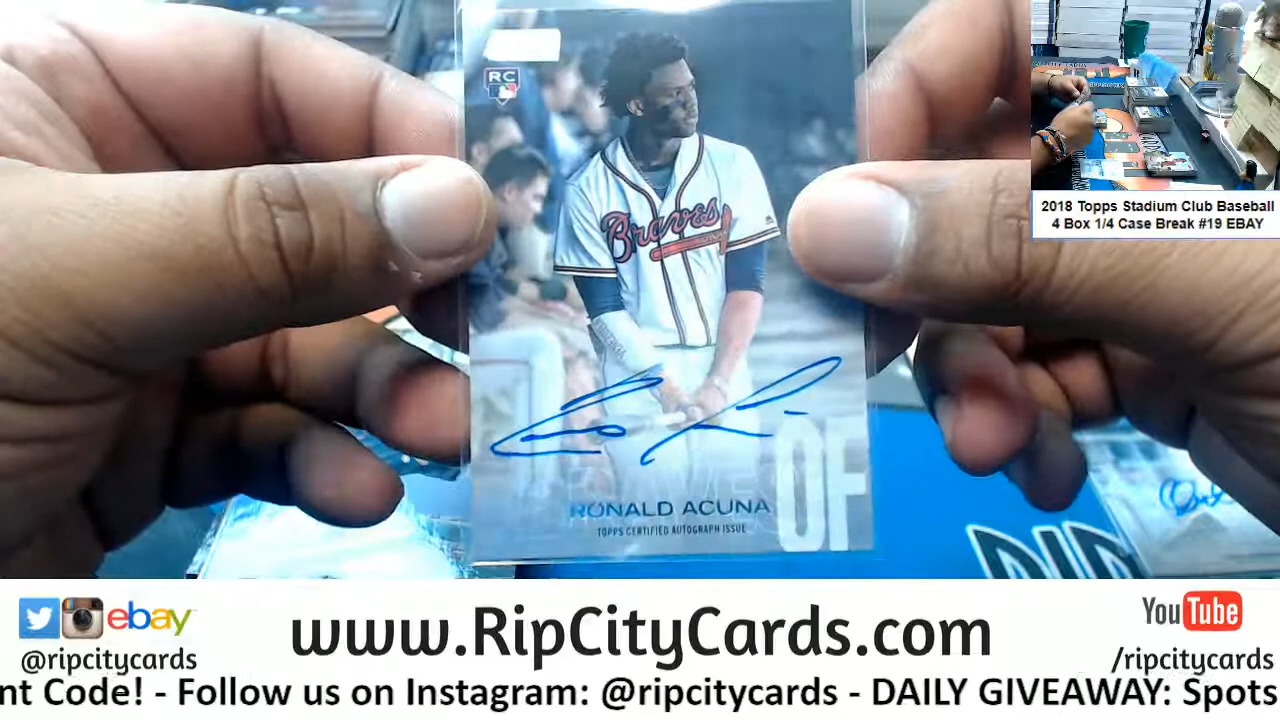 RC
Braves
RONALD ACUNA
TOPPS CERTIFIED AUTOGRAPH ISSUE
OF
2018 Topps Stadium Club Baseball
4 Box 1/4 Case Break #19 EBAY
ebay
@ripcitycards
www.RipCityCards.com
YouTube
/ripcitycards
nt Code! - Follow us on Instagram: @ripcitycards - DAILY GIVEAWAY: Spots